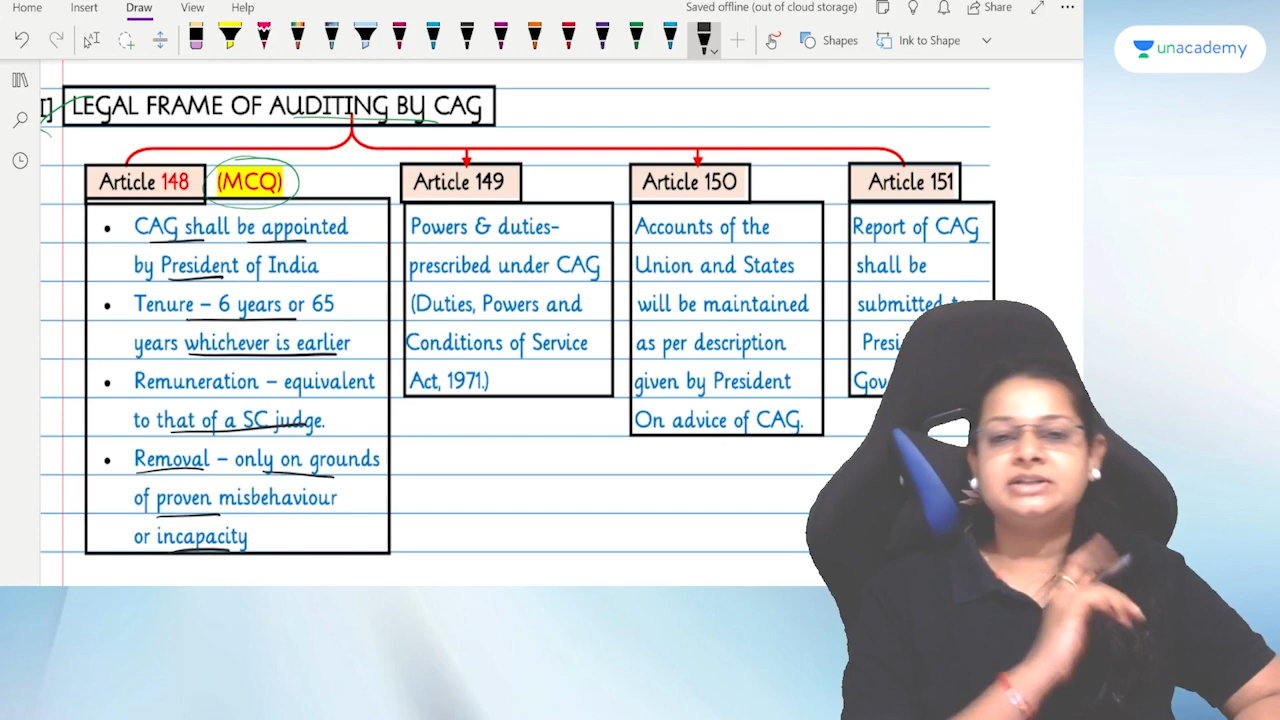 Home Insert Draw View Help
Saved offline (out of cloud storage)
Share
Shapes
Ink to Shape
unacademy
LEGAL FRAME OF AUDITING BY CAG
Article 148 (MCQ)
• CAG shall be appointed
by President of India
• Tenure – 6 years or 65
years whichever is earlier
• Remuneration – equivalent
to that of a SC judge.
• Removal – only on grounds
of proven misbehaviour
or incapacity
Article 149
Powers & duties-
prescribed under CAG
(Duties, Powers and
Conditions of Service
Act, 1971.)
Article 150
Accounts of the
Union and States
will be maintained
as per description
given by President
On advice of CAG.
Article 151
Report of CAG
shall be
submitted